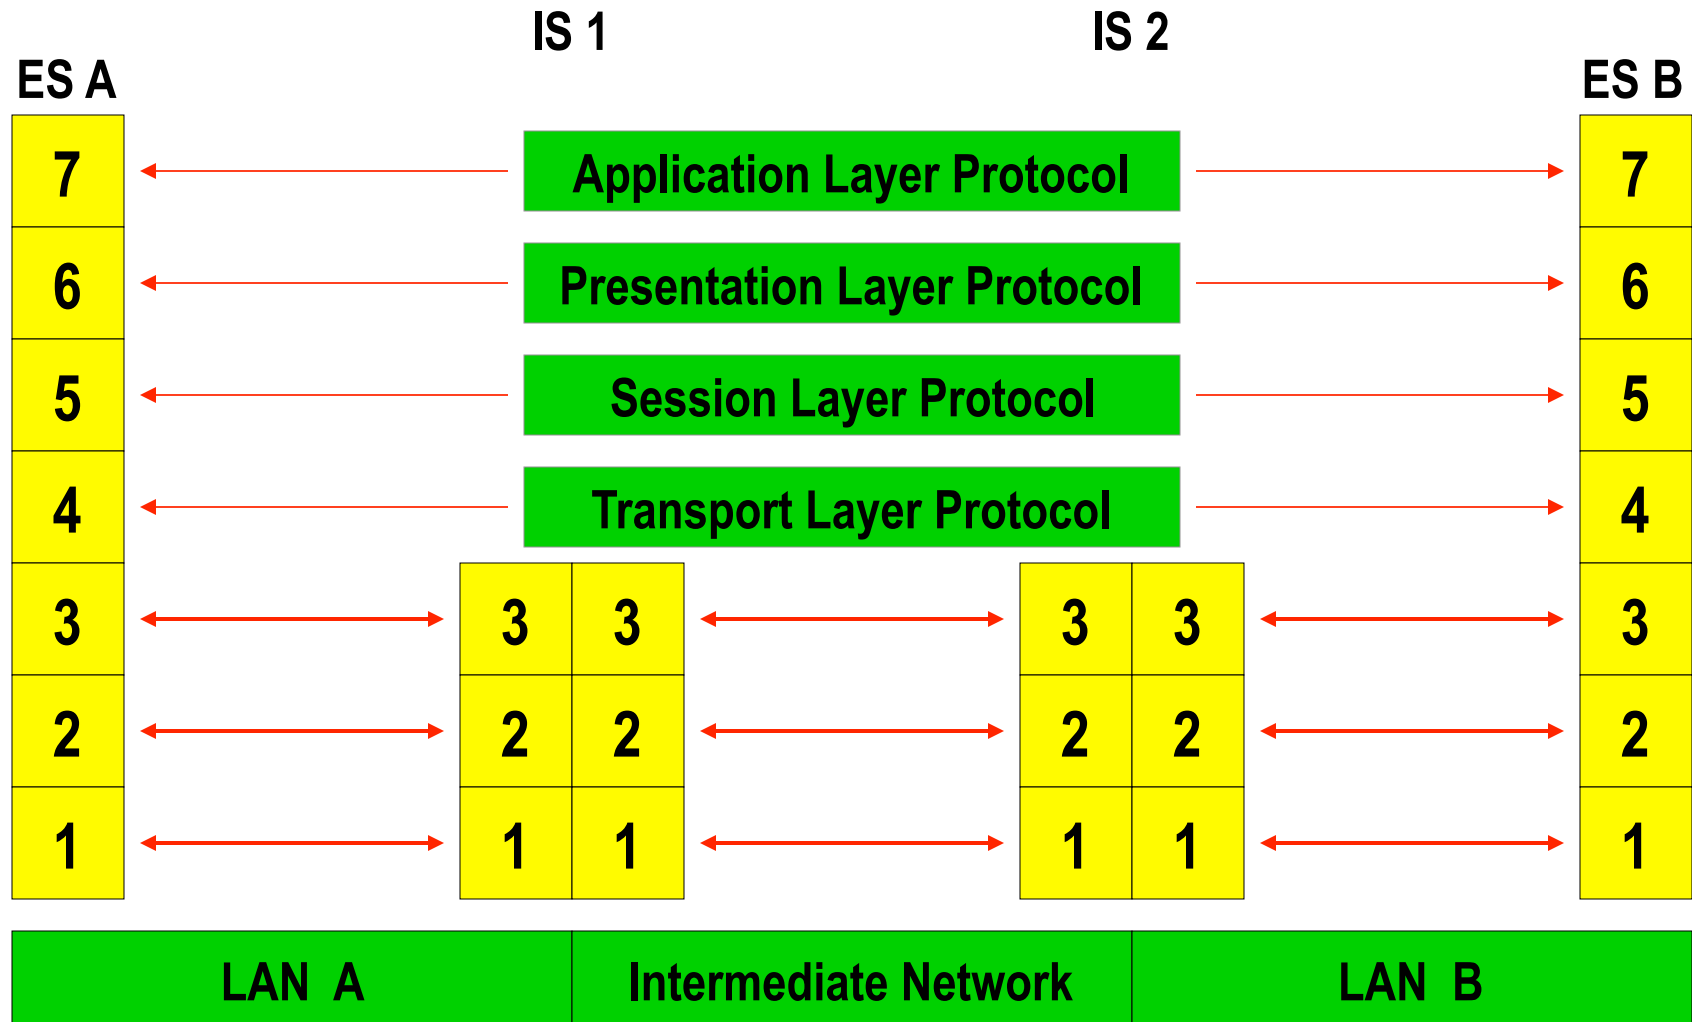 IS 1 IS 2
ES A ES B
7 Application Layer Protocol 7
6 Presentation Layer Protocol 6
5 Session Layer Protocol 5
4 Transport Layer Protocol 4
3 3 3 3 3 3
2 2 2 2 2 2
1 1 1 1 1 1
LAN A Intermediate Network LAN B